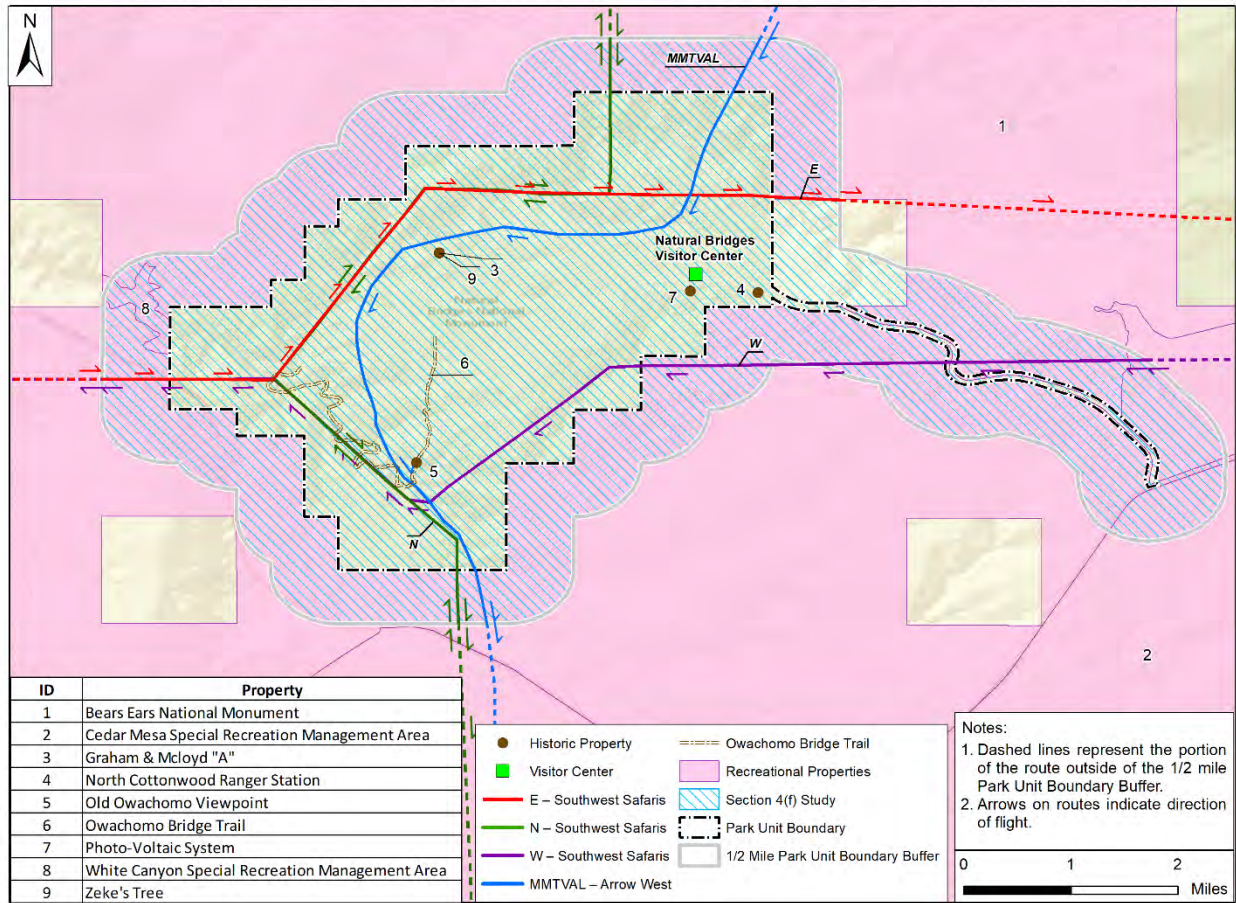 N
MMTVAL
1
E
Natural Bridges
Visitor Center
3
9
7
4
8
Natural
Bridges National
Monument
6
W
5
N
2
ID Property
1 Bears Ears National Monument
2 Cedar Mesa Special Recreation Management Area
3 Graham & Mcloyd "A"
4 North Cottonwood Ranger Station
5 Old Owachomo Viewpoint
6 Owachomo Bridge Trail
7 Photo-Voltaic System
8 White Canyon Special Recreation Management Area
9 Zeke's Tree
Historic Property
Visitor Center
E – Southwest Safaris
N – Southwest Safaris
W – Southwest Safaris
MMTVAL – Arrow West
Owachomo Bridge Trail
Recreational Properties
Section 4(f) Study
Park Unit Boundary
1/2 Mile Park Unit Boundary Buffer
Notes:
1. Dashed lines represent the portion
of the route outside of the 1/2 mile
Park Unit Boundary Buffer.
2. Arrows on routes indicate direction
of flight.
0 1 2
Miles